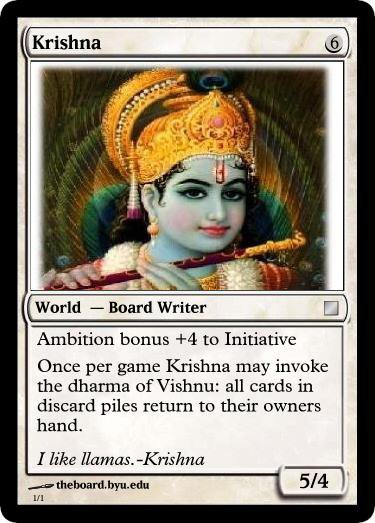 Krishna 6
World — Board Writer
Ambition bonus +4 to Initiative
Once per game Krishna may invoke
the dharma of Vishnu: all cards in
discard piles return to their owners
hand.
I like llamas.-Krishna
5/4
theboard.byu.edu
1/1